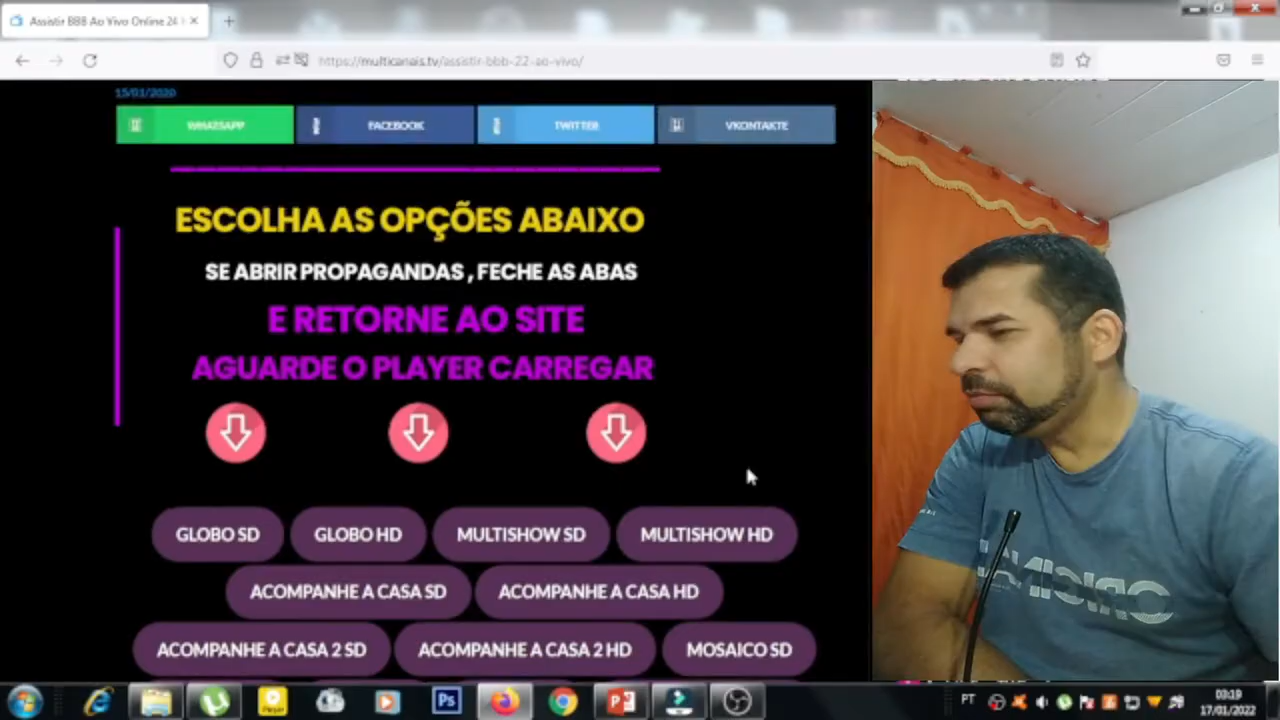 Assistir BBB Ao Vivo Online 24
https://multicanais.tv/assistir-bbb-22-ao-vivo/
15/01/2020
WHATSAPP
FACEBOOK
TWITTER
VKONTAKTE
ESCOLHA AS OPÇÕES ABAIXO
SE ABRIR PROPAGANDAS , FECHE AS ABAS
E RETORNE AO SITE
AGUARDE O PLAYER CARREGAR
GLOBO SD
GLOBO HD
MULTISHOW SD
MULTISHOW HD
ACOMPANHE A CASA SD
ACOMPANHE A CASA HD
ACOMPANHE A CASA 2 SD
ACOMPANHE A CASA 2 HD
MOSAICO SD
Player
Ps
PT
03:19
17/01/2022